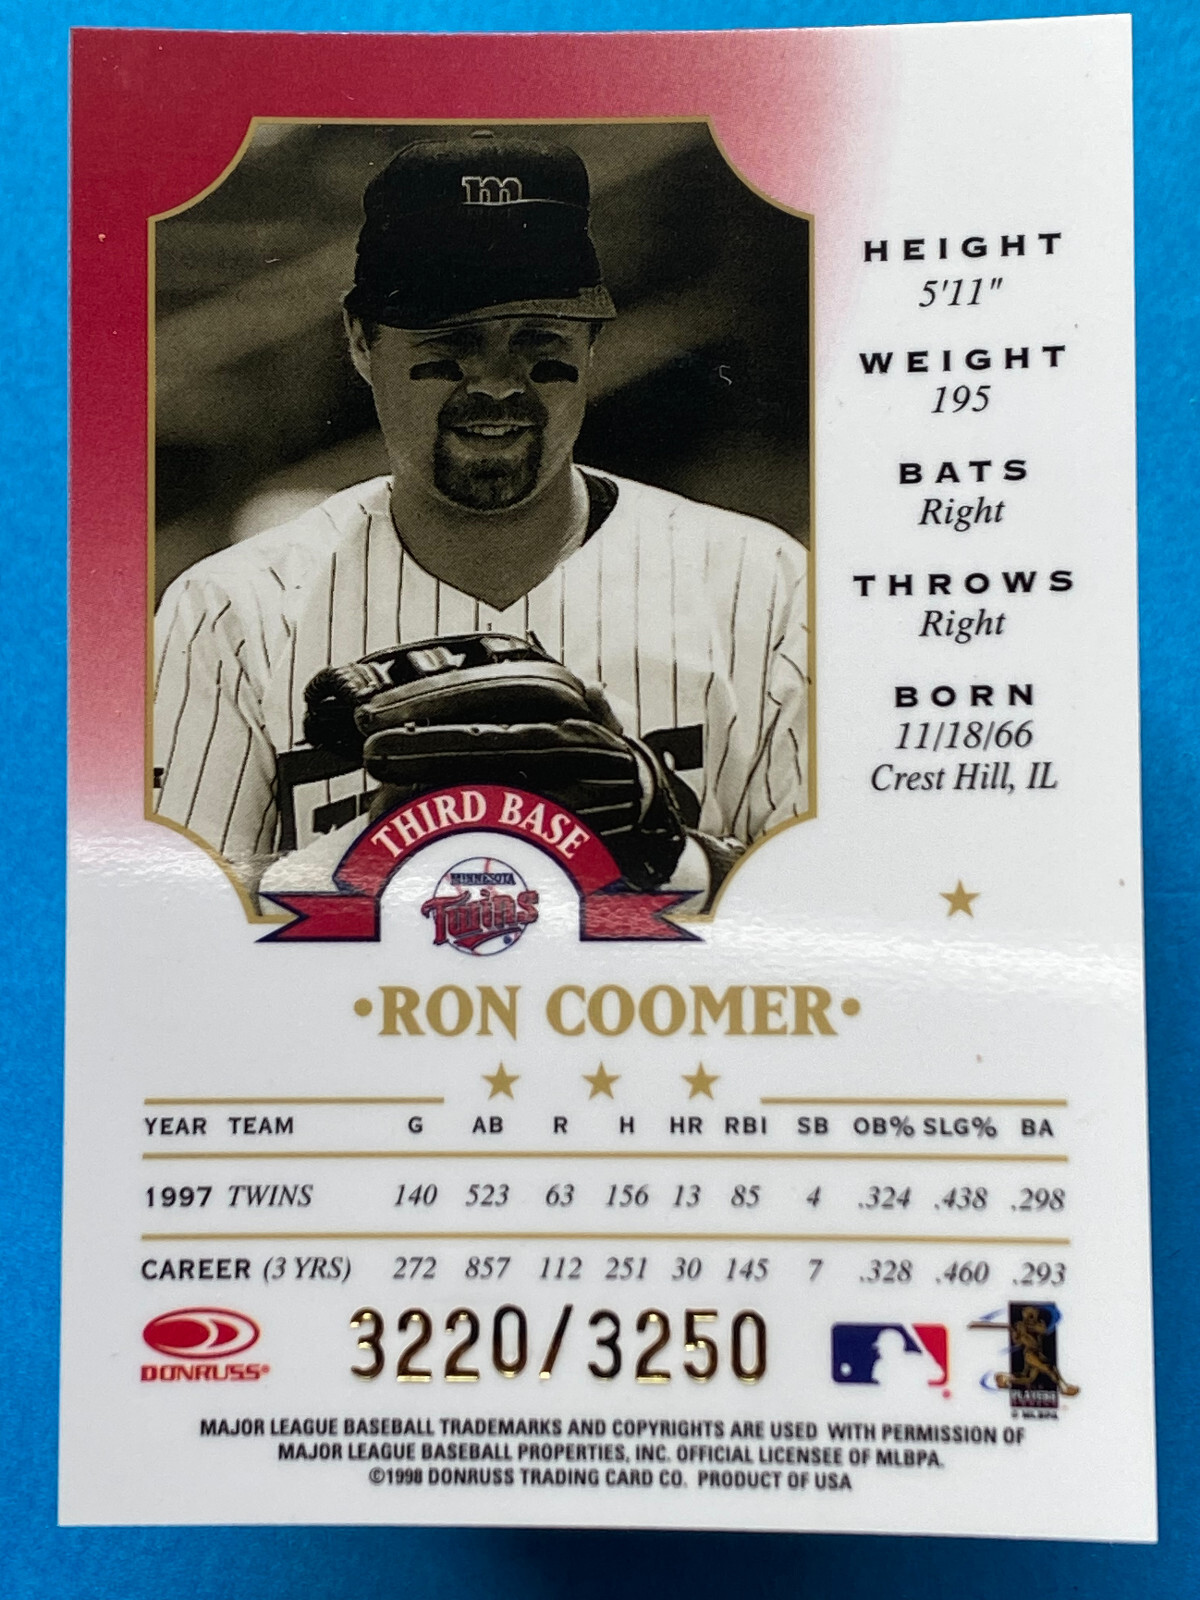 m
HEIGHT
5'11"
WEIGHT
195
BATS
Right
THROWS
Right
BORN
11/18/66
Crest Hill, IL
THIRD BASE
MINNESOTA
Twins
•RON COOMER•
YEAR TEAM G AB R H HR RBI SB OB% SLG% BA
1997 TWINS 140 523 63 156 13 85 4 .324 .438 .298
CAREER (3 YRS) 272 857 112 251 30 145 7 .328 .460 .293
DONRUSS®
3220/3250
PLAYERS
© MLBPA
MAJOR LEAGUE BASEBALL TRADEMARKS AND COPYRIGHTS ARE USED WITH PERMISSION OF
MAJOR LEAGUE BASEBALL PROPERTIES, INC. OFFICIAL LICENSEE OF MLBPA.
©1998 DONRUSS TRADING CARD CO. PRODUCT OF USA